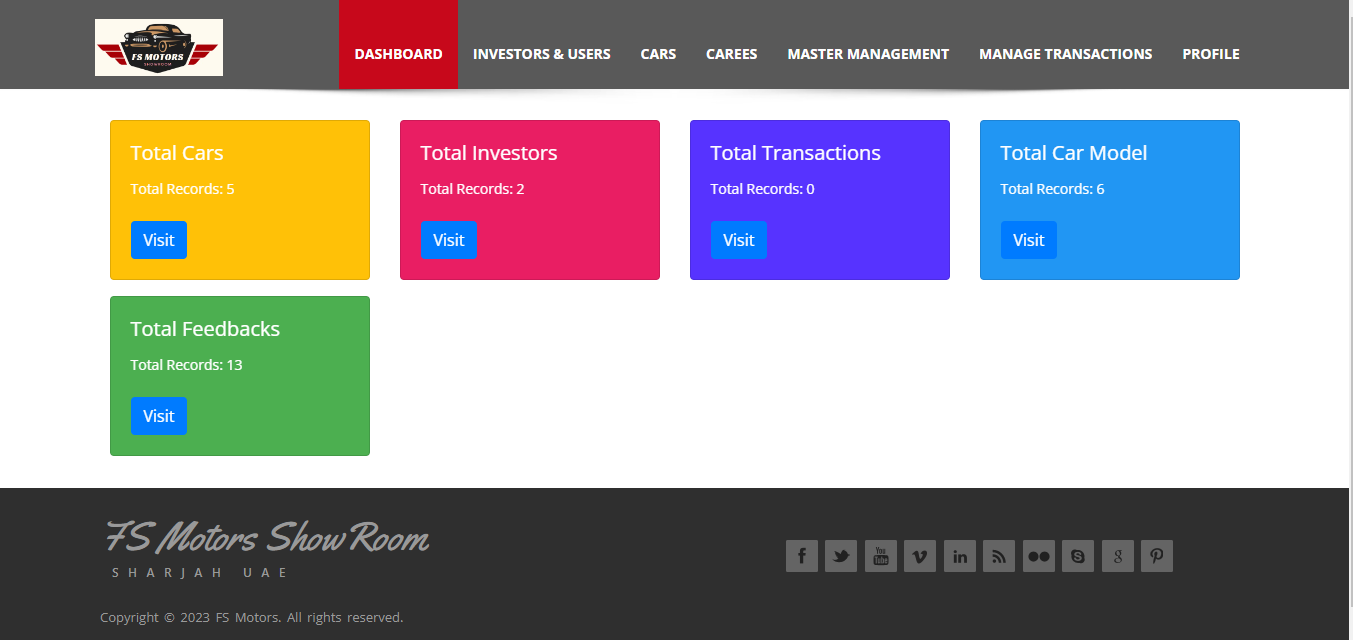 FS MOTORS
SHOWROOM
DASHBOARD INVESTORS & USERS CARS CAREES MASTER MANAGEMENT MANAGE TRANSACTIONS PROFILE
Total Cars
Total Records: 5
Visit
Total Investors
Total Records: 2
Visit
Total Transactions
Total Records: 0
Visit
Total Car Model
Total Records: 6
Visit
Total Feedbacks
Total Records: 13
Visit
FS Motors ShowRoom
SHARJAH UAE
You
Tube
Copyright © 2023 FS Motors. All rights reserved.